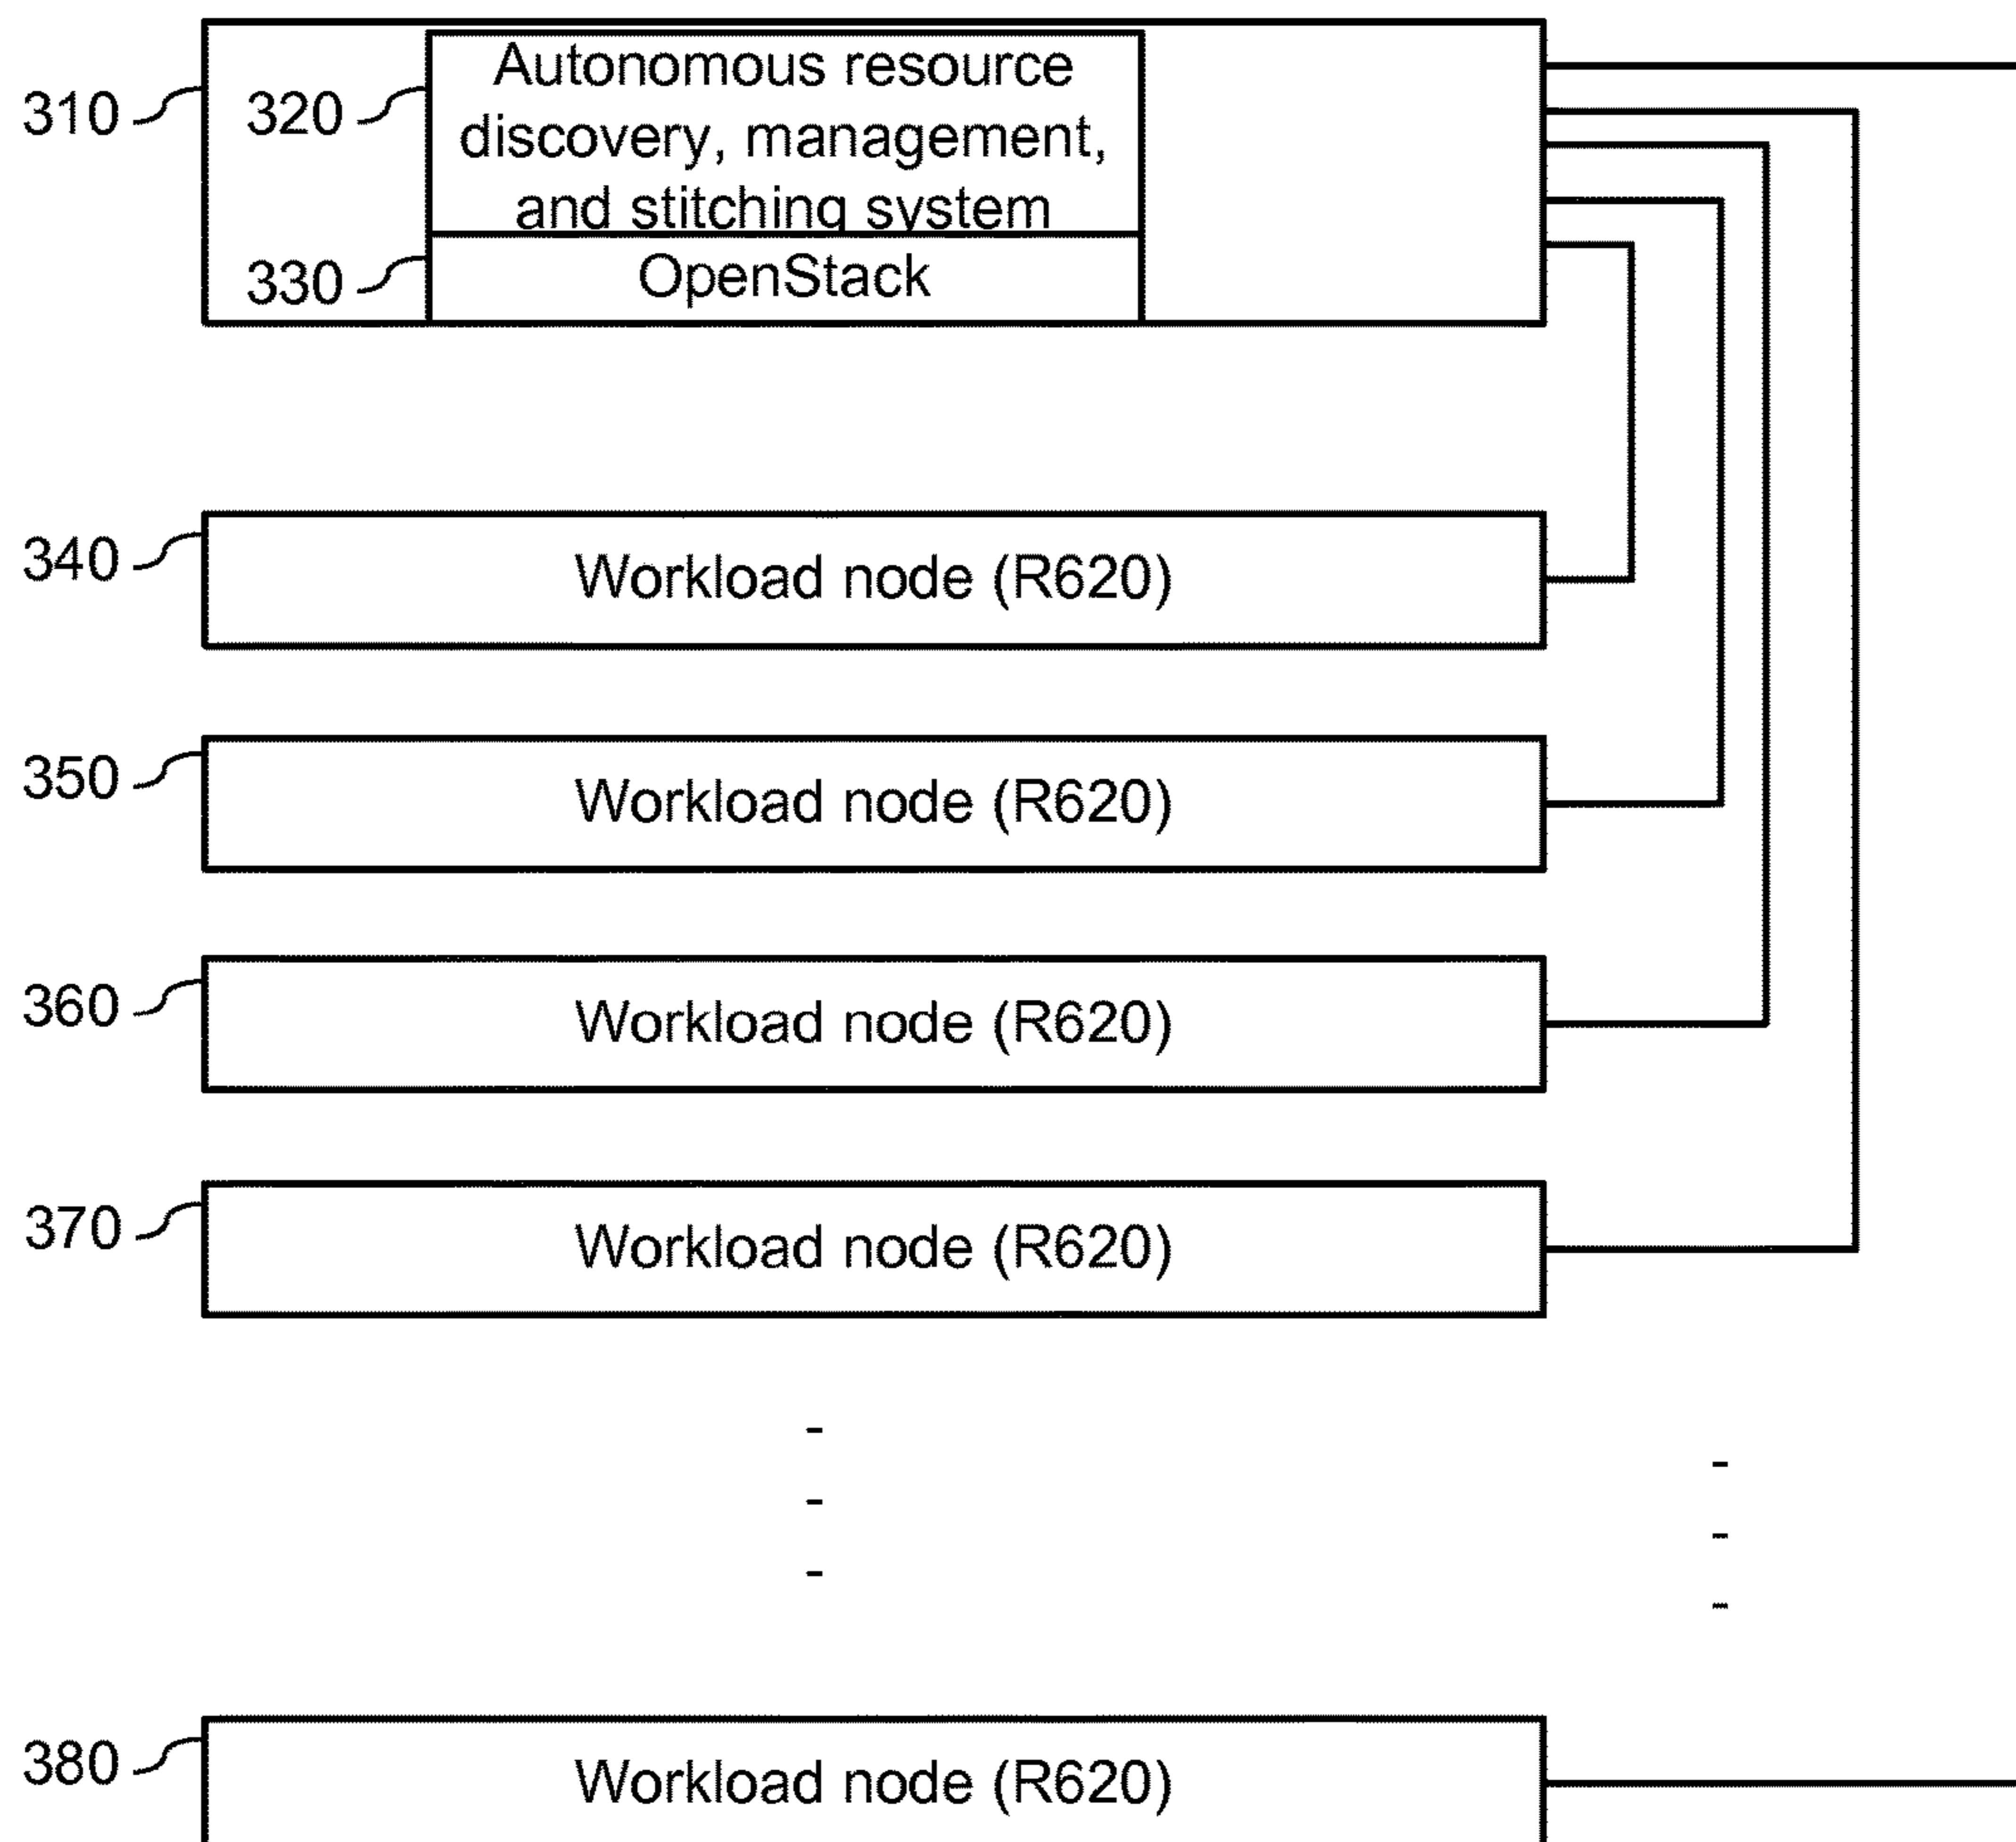 310
320
Autonomous resource
discovery, management,
and stitching system
330
OpenStack
340
Workload node (R620)
350
Workload node (R620)
360
Workload node (R620)
370
Workload node (R620)
380
Workload node (R620)